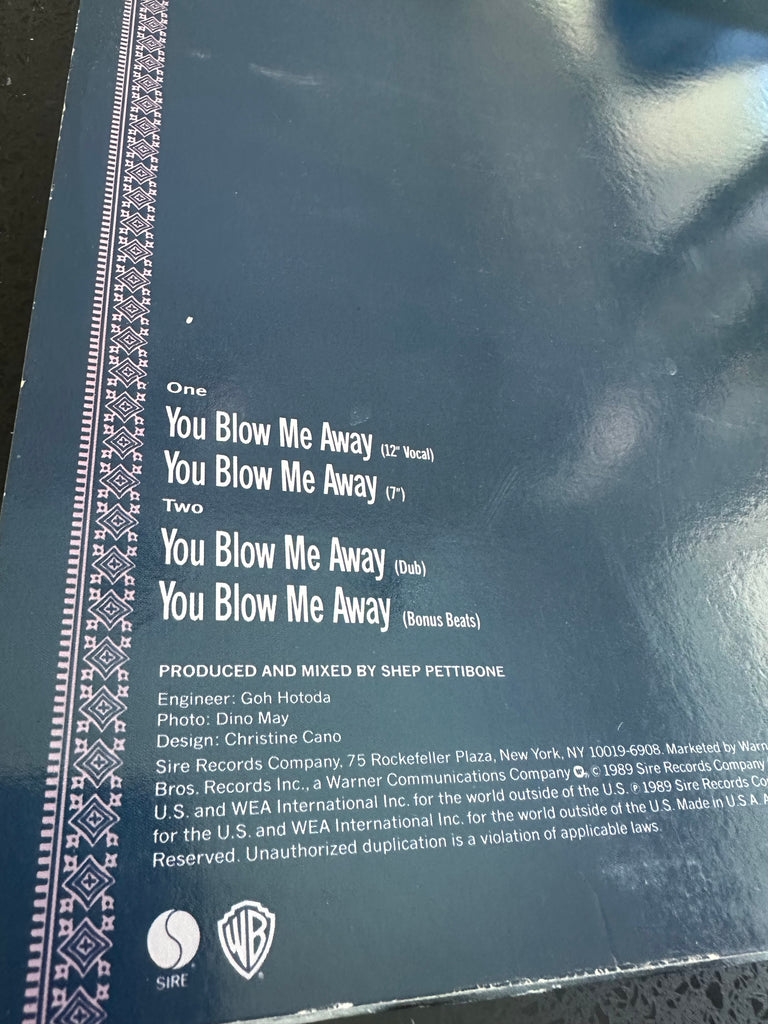 One
You Blow Me Away (12" Vocal)
You Blow Me Away (7")
Two
You Blow Me Away (Dub)
You Blow Me Away (Bonus Beats)
PRODUCED AND MIXED BY SHEP PETTIBONE
Engineer: Goh Hotoda
Photo: Dino May
Design: Christine Cano
Sire Records Company, 75 Rockefeller Plaza, New York, NY 10019-6908. Marketed by
Bros. Records Inc., a Warner Communications Company W, © 1989 Sire Records Company
U.S. and WEA International Inc. for the world outside of the U.S. ℗ 1989 Sire Records
for the U.S. and WEA International Inc. for the world outside of the U.S. Made in U.S.A.
Reserved. Unauthorized duplication is a violation of applicable laws.
SIRE WB